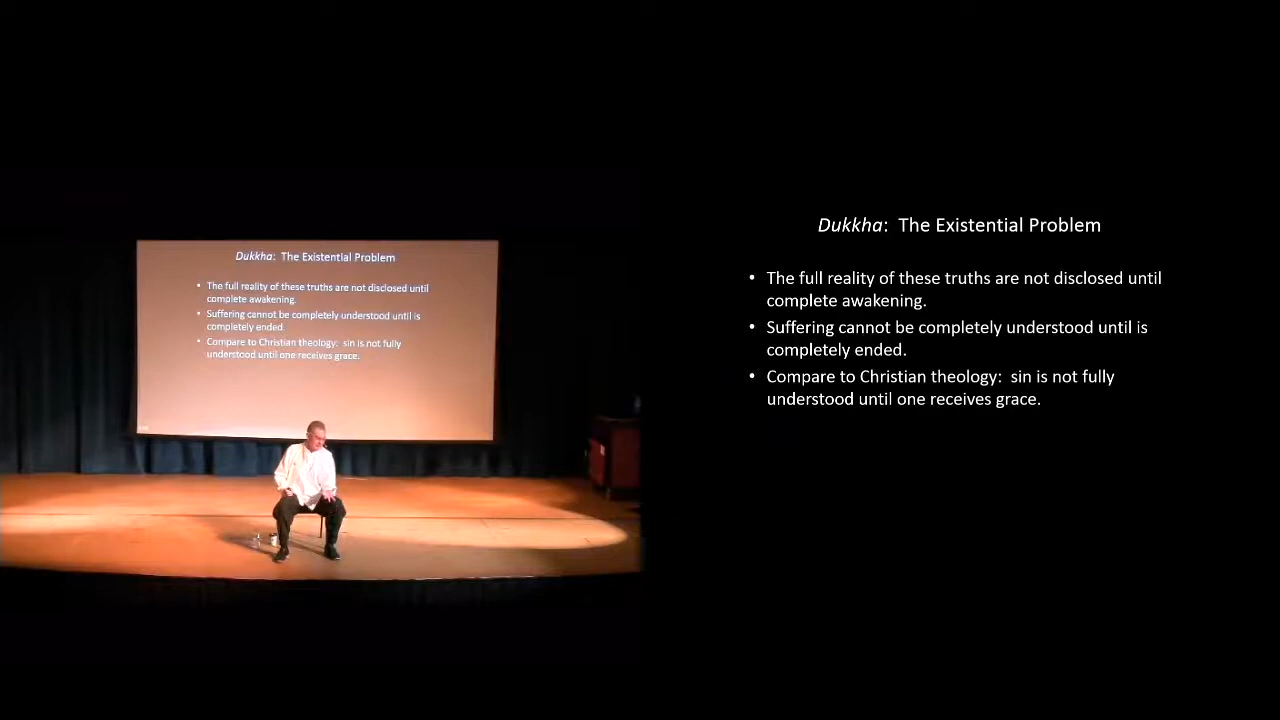 Dukkha: The Existential Problem
• The full reality of these truths are not disclosed until
complete awakening.
• Suffering cannot be completely understood until is
completely ended.
• Compare to Christian theology: sin is not fully
understood until one receives grace.
Dukkha: The Existential Problem
• The full reality of these truths are not disclosed until
complete awakening.
• Suffering cannot be completely understood until is
completely ended.
• Compare to Christian theology: sin is not fully
understood until one receives grace.